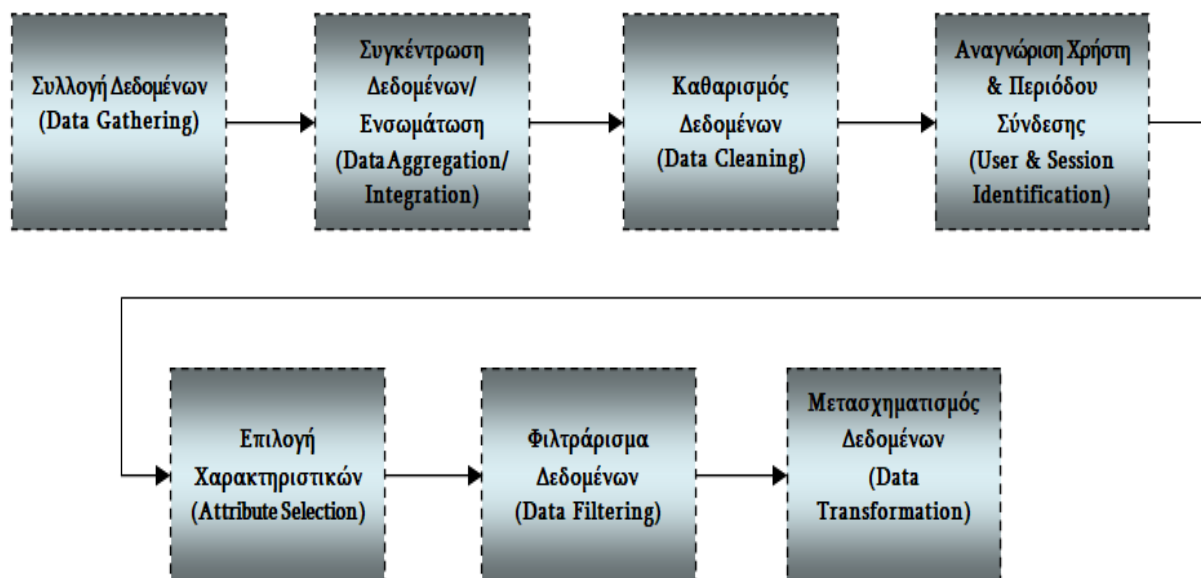 Συλλογή Δεδομένων
(Data Gathering)
Συγκέντρωση
Δεδομένων/
Ενσωμάτωση
(Data Aggregation/
Integration)
Καθαρισμός
Δεδομένων
(Data Cleaning)
Αναγνώριση Χρήστη
& Περιόδου
Σύνδεσης
(User & Session
Identification)
Επιλογή
Χαρακτηριστικών
(Attribute Selection)
Φιλτράρισμα
Δεδομένων
(Data Filtering)
Μετασχηματισμός
Δεδομένων
(Data
Transformation)